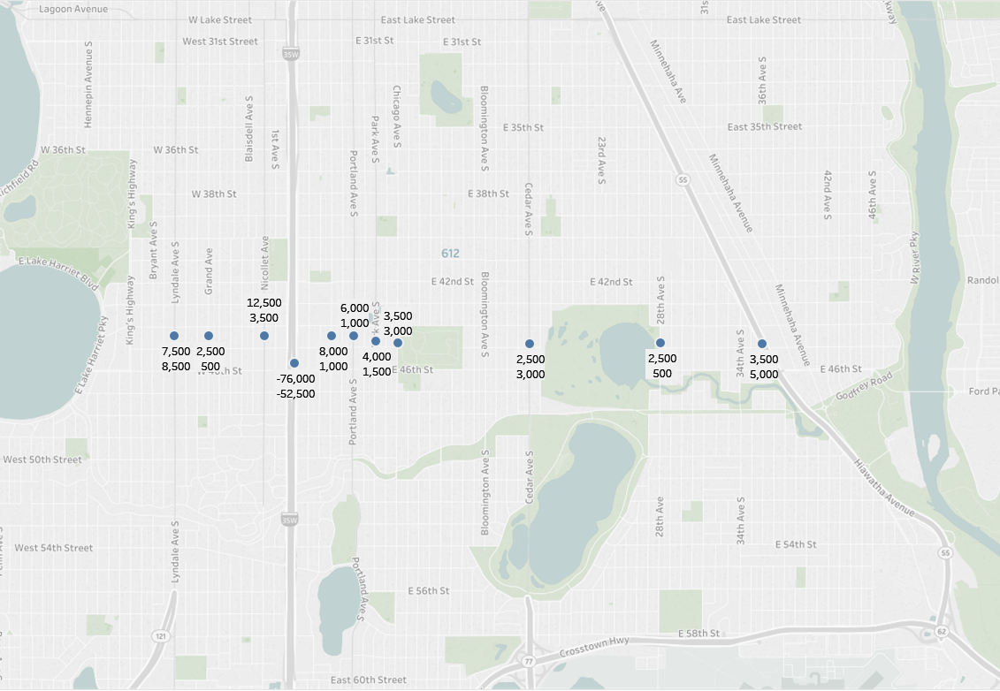 Lagoon Avenue
W Lake Street
East Lake Street
East Lake Street
West 31st Street
E 31st St
E 31st St
35W
Hennepin Avenue S
Minnehaha Ave
36th Ave S
Blaisdell Ave S
1st Ave S
Park Ave S
Chicago Ave S
Bloomington Ave S
E 35th St
East 35th Street
W 36th St
W 36th St
23rd Ave S
Portland Ave S
King's Highway
55
Minnehaha Avenue
42nd Ave S
46th Ave S
W 38th St
E 38th St
Cedar Ave S
Bryant Ave S
Lyndale Ave S
Grand Ave
Nicollet Ave
612
W River Pky
E Lake Harriet Blvd
King's Highway
E 42nd St
Bloomington Ave S
E 42nd St
28th Ave S
Minnehaha Avenue
Randol
12,500
3,500
6,000
1,000
k Ave S
3,500
3,000
E Lake Harriet Pky
7,500
8,500
2,500
500
8,000
1,000
4,000
1,500
2,500
3,000
2,500
500
34th Ave S
3,500
5,000
-76,000
-52,500
E 46th St
E 46th St
Godfrey Road
Ford Pa
Portland Ave S
West 50th Street
Bloomington Ave S
Cedar Ave S
Hiawatha Avenue
35W
28th Ave
34th Ave S
West 54th Street
Lyndale Ave S
E 54th St
55
Portland Ave S
E 56th St
121
E 58th St
62
Crosstown Hwy
77
East 60th Street